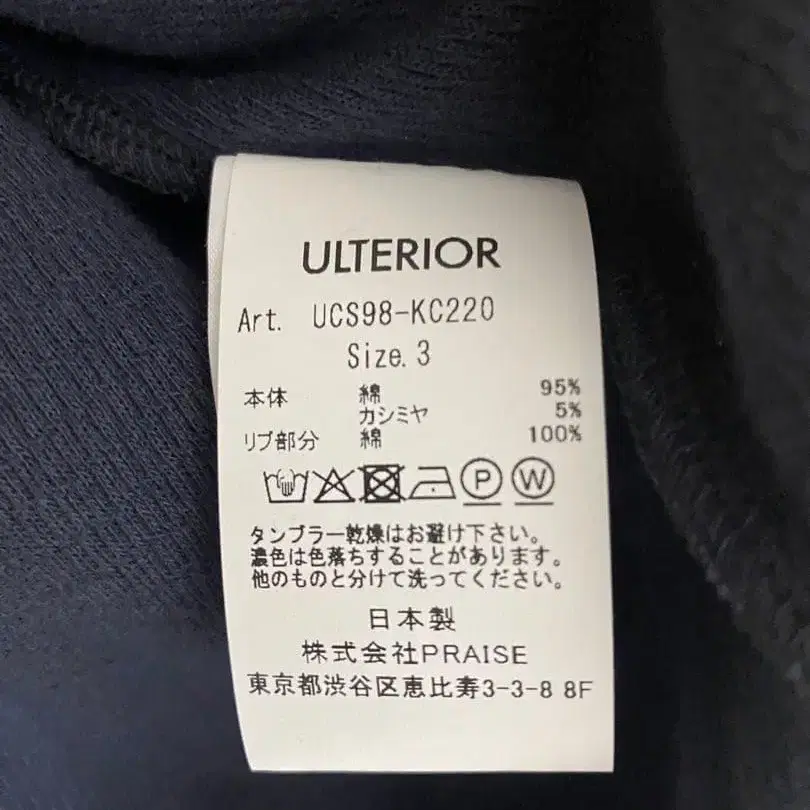 ULTERIOR
Art. UCS98-KC220
Size. 3
本体 綿 95%
カシミヤ 5%
リブ部分 綿 100%
P W
タンブラー乾燥はお避け下さい。
濃色は色落ちすることがあります。
他のものと分けて洗ってください。
日本製
株式会社PRAISE
東京都渋谷区恵比寿3-3-8 8F